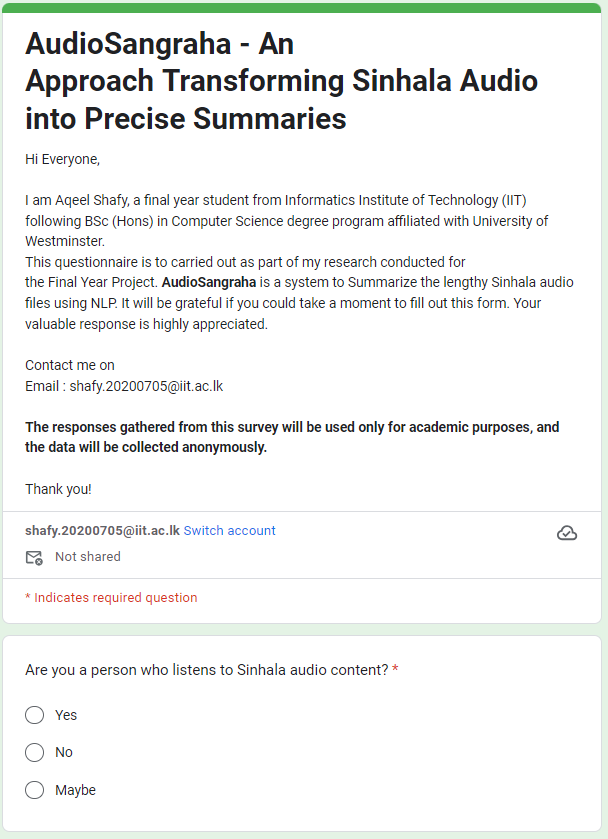 AudioSangraha - An
Approach Transforming Sinhala Audio
into Precise Summaries
Hi Everyone,
I am Aqeel Shafy, a final year student from Informatics Institute of Technology (IIT)
following BSc (Hons) in Computer Science degree program affiliated with University of
Westminster.
This questionnaire is to carried out as part of my research conducted for
the Final Year Project. AudioSangraha is a system to Summarize the lengthy Sinhala audio
files using NLP. It will be grateful if you could take a moment to fill out this form. Your
valuable response is highly appreciated.
Contact me on
Email : shafy.20200705@iit.ac.lk
The responses gathered from this survey will be used only for academic purposes, and
the data will be collected anonymously.
Thank you!
shafy.20200705@iit.ac.lk Switch account
Not shared
* Indicates required question
Are you a person who listens to Sinhala audio content? *
Yes
No
Maybe